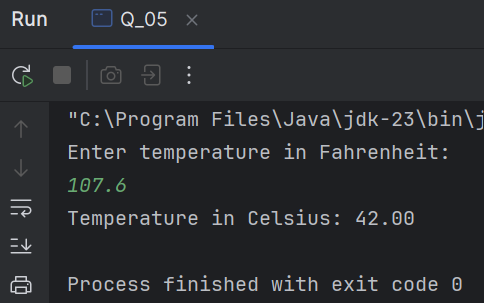 Run Q_05
"C:\Program Files\Java\jdk-23\bin\j
Enter temperature in Fahrenheit:
107.6
Temperature in Celsius: 42.00
Process finished with exit code 0